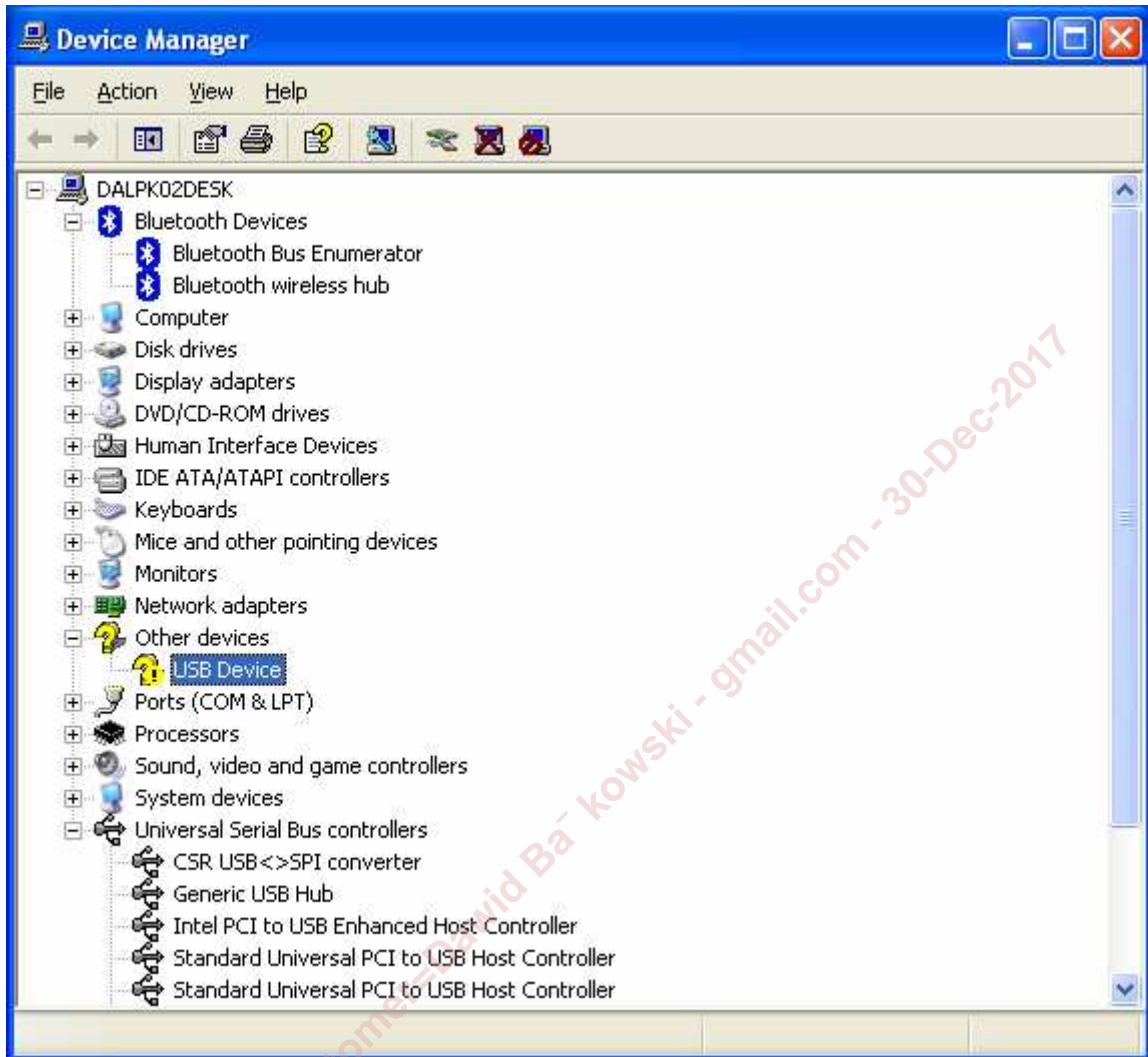 Device Manager
File Action View Help
DALPK02DESK
Bluetooth Devices
Bluetooth Bus Enumerator
Bluetooth wireless hub
Computer
Disk drives
Display adapters
DVD/CD-ROM drives
Human Interface Devices
IDE ATA/ATAPI controllers
Keyboards
Mice and other pointing devices
Monitors
Network adapters
Other devices
USB Device
Ports (COM & LPT)
Processors
Sound, video and game controllers
System devices
Universal Serial Bus controllers
CSR USB<>SPI converter
Generic USB Hub
Intel PCI to USB Enhanced Host Controller
Standard Universal PCI to USB Host Controller
Standard Universal PCI to USB Host Controller
kowski - gmail.com - 30-Dec-2017